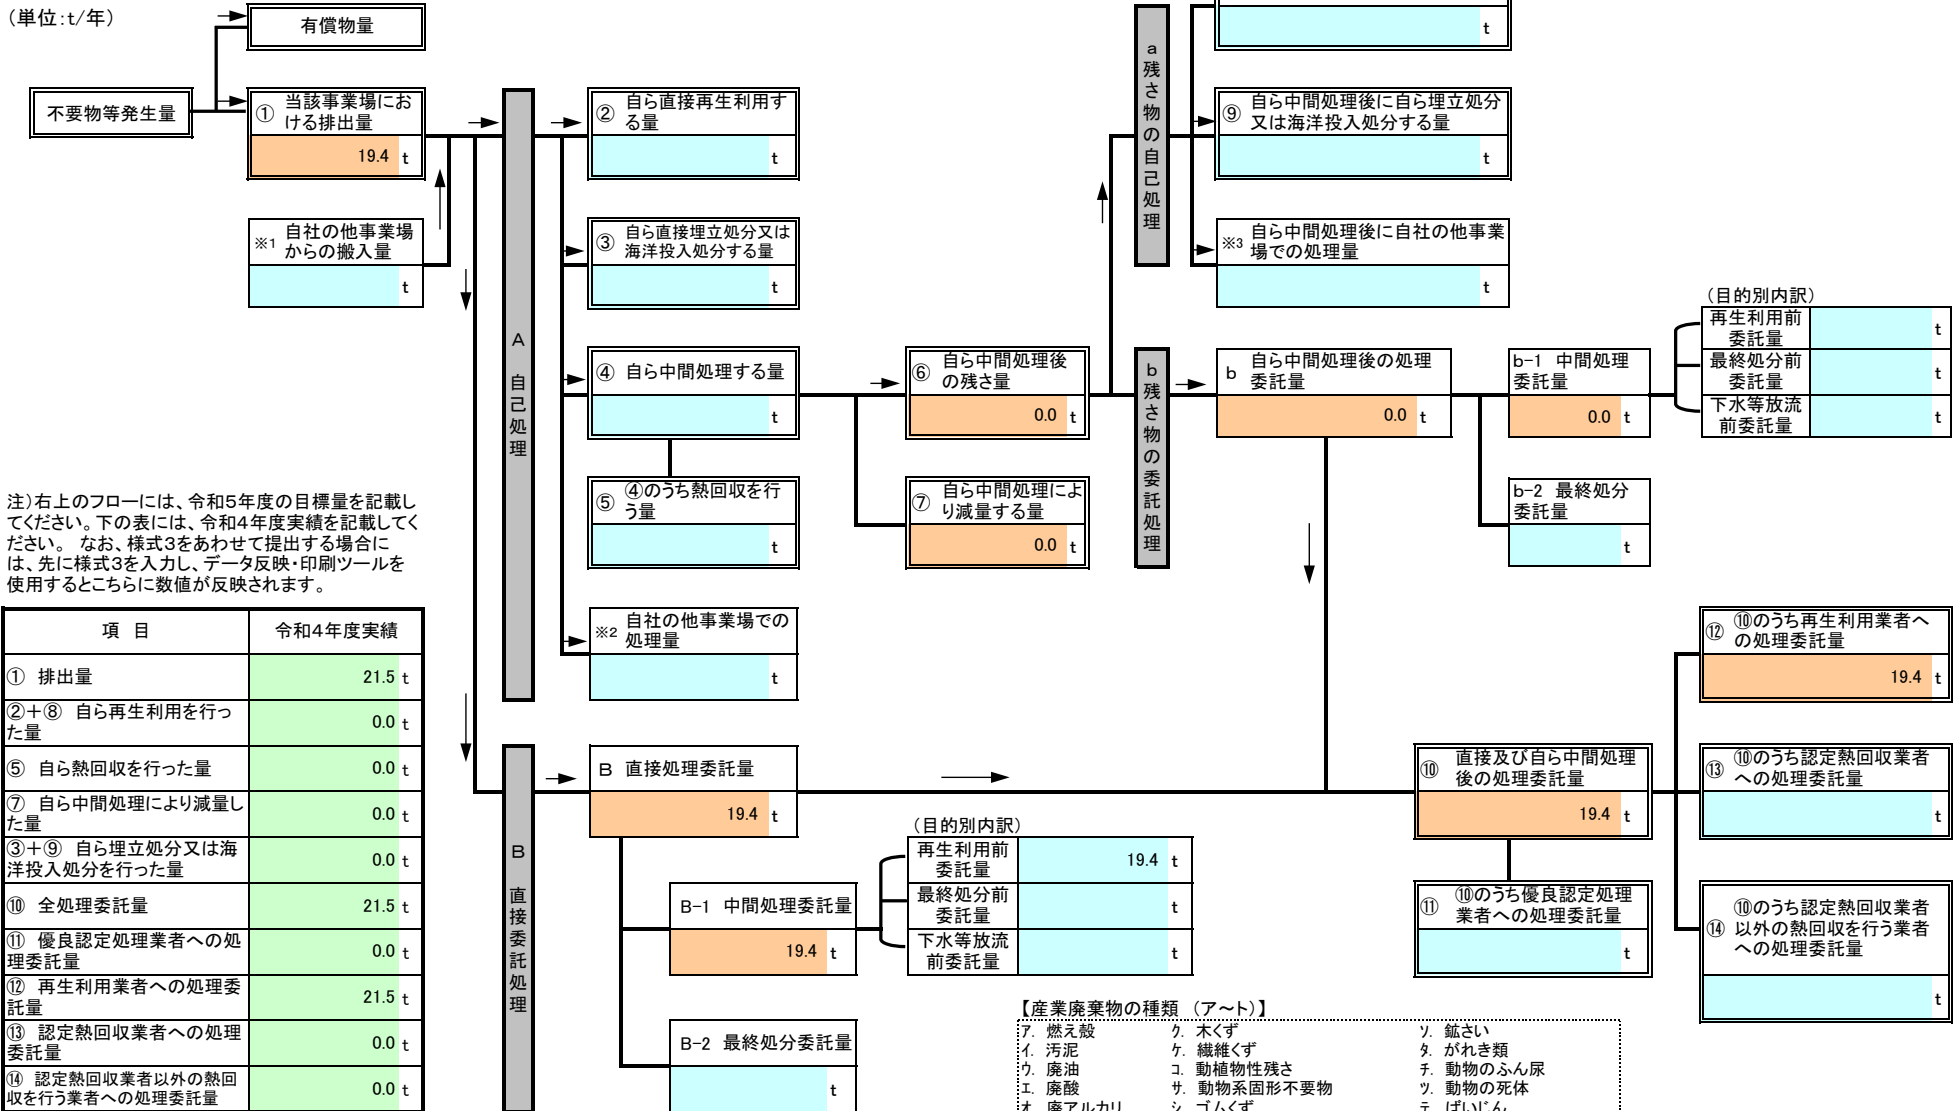 （単位:t/年）
有償物量
t
不要物等発生量
① 当該事業場にお
ける排出量
19.4 t
② 自ら直接再生利用す
る量
t
a 残さ物の自己処理
⑨ 自ら中間処理後に自ら埋立処分
又は海洋投入処分する量
t
※1 自社の他事業場
からの搬入量
t
③ 自ら直接埋立処分又は
海洋投入処分する量
t
※3 自ら中間処理後に自社の他事業
場での処理量
t
A 自己処理
④ 自ら中間処理する量
t
⑥ 自ら中間処理後
の残さ量
0.0 t
b 残さ物の委託処理
b 自ら中間処理後の処理
委託量
0.0 t
b-1 中間処理
委託量
0.0 t
（目的別内訳）
再生利用前
委託量
t
最終処分前
委託量
t
下水等放流
前委託量
t
⑤ ④のうち熱回収を行
う量
t
⑦ 自ら中間処理によ
り減量する量
0.0 t
b-2 最終処分
委託量
t
注）右上のフローには、令和５年度の目標量を記載し
てください。下の表には、令和４年度実績を記載してく
ださい。 なお、様式３をあわせて提出する場合に
は、先に様式３を入力し、データ反映・印刷ツールを
使用するとこちらに数値が反映されます。
※2 自社の他事業場での
処理量
t
項 目 令和４年度実績
① 排出量 21.5 t
②＋⑧ 自ら再生利用を行っ
た量 0.0 t
⑤ 自ら熱回収を行った量 0.0 t
⑦ 自ら中間処理により減量し
た量 0.0 t
③＋⑨ 自ら埋立処分又は海
洋投入処分を行った量 0.0 t
⑩ 全処理委託量 21.5 t
⑪ 優良認定処理業者への処
理委託量 0.0 t
⑫ 再生利用業者への処理委
託量 21.5 t
⑬ 認定熱回収業者への処理
委託量 0.0 t
⑭ 認定熱回収業者以外の熱回
収を行う業者への処理委託量 0.0 t
B 直接委託処理
B 直接処理委託量
19.4 t
B-1 中間処理委託量
19.4 t
（目的別内訳）
再生利用前
委託量
19.4 t
最終処分前
委託量
t
下水等放流
前委託量
t
B-2 最終処分委託量
t
⑩ 直接及び自ら中間処理
後の処理委託量
19.4 t
⑪ ⑩のうち優良認定処理
業者への処理委託量
t
⑫ ⑩のうち再生利用業者へ
の処理委託量
19.4 t
⑬ ⑩のうち認定熱回収業者
への処理委託量
t
⑭ ⑩のうち認定熱回収業者
以外の熱回収を行う業者
への処理委託量
t
【産業廃棄物の種類 （ア～ト）】
ア. 燃え殻 ク. 木くず ソ. 鉱さい
イ. 汚泥 ケ. 繊維くず タ. がれき類
ウ. 廃油 コ. 動植物性残さ チ. 動物のふん尿
エ. 廃酸 サ. 動物系固形不要物 ツ. 動物の死体
オ. 廃アルカリ シ. ゴムくず テ. ばいじん